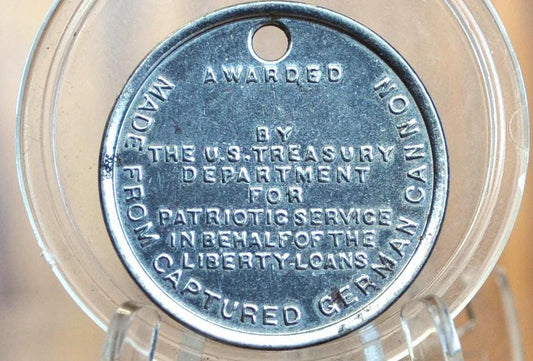 AWARDED
BY
THE U.S. TREASURY
DEPARTMENT
FOR
PATRIOTIC SERVICE
IN BEHALF OF THE
LIBERTY-LOANS
MADE FROM CAPTURED GERMAN CANNON